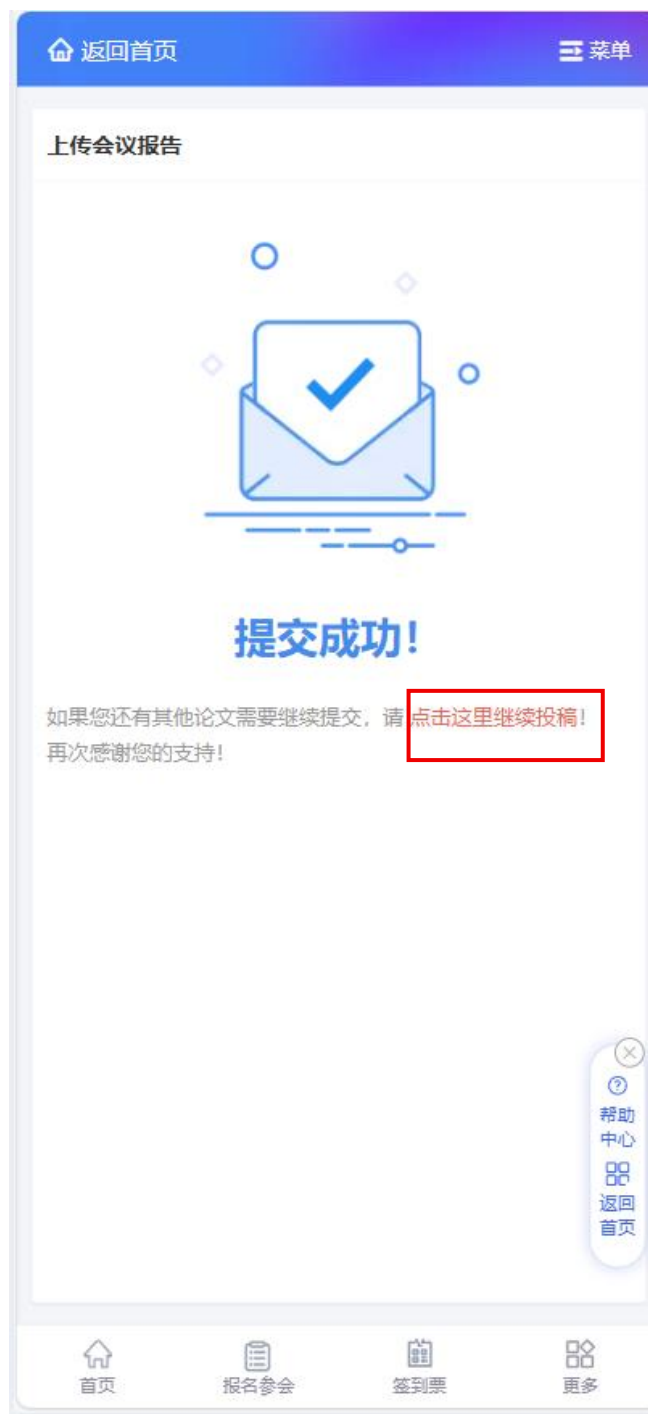 返回首页
菜单
上传会议报告
提交成功！
如果您还有其他论文需要继续提交，请 点击这里继续投稿！
再次感谢您的支持！
帮助
中心
返回
首页
首页
报名参会
签到票
更多